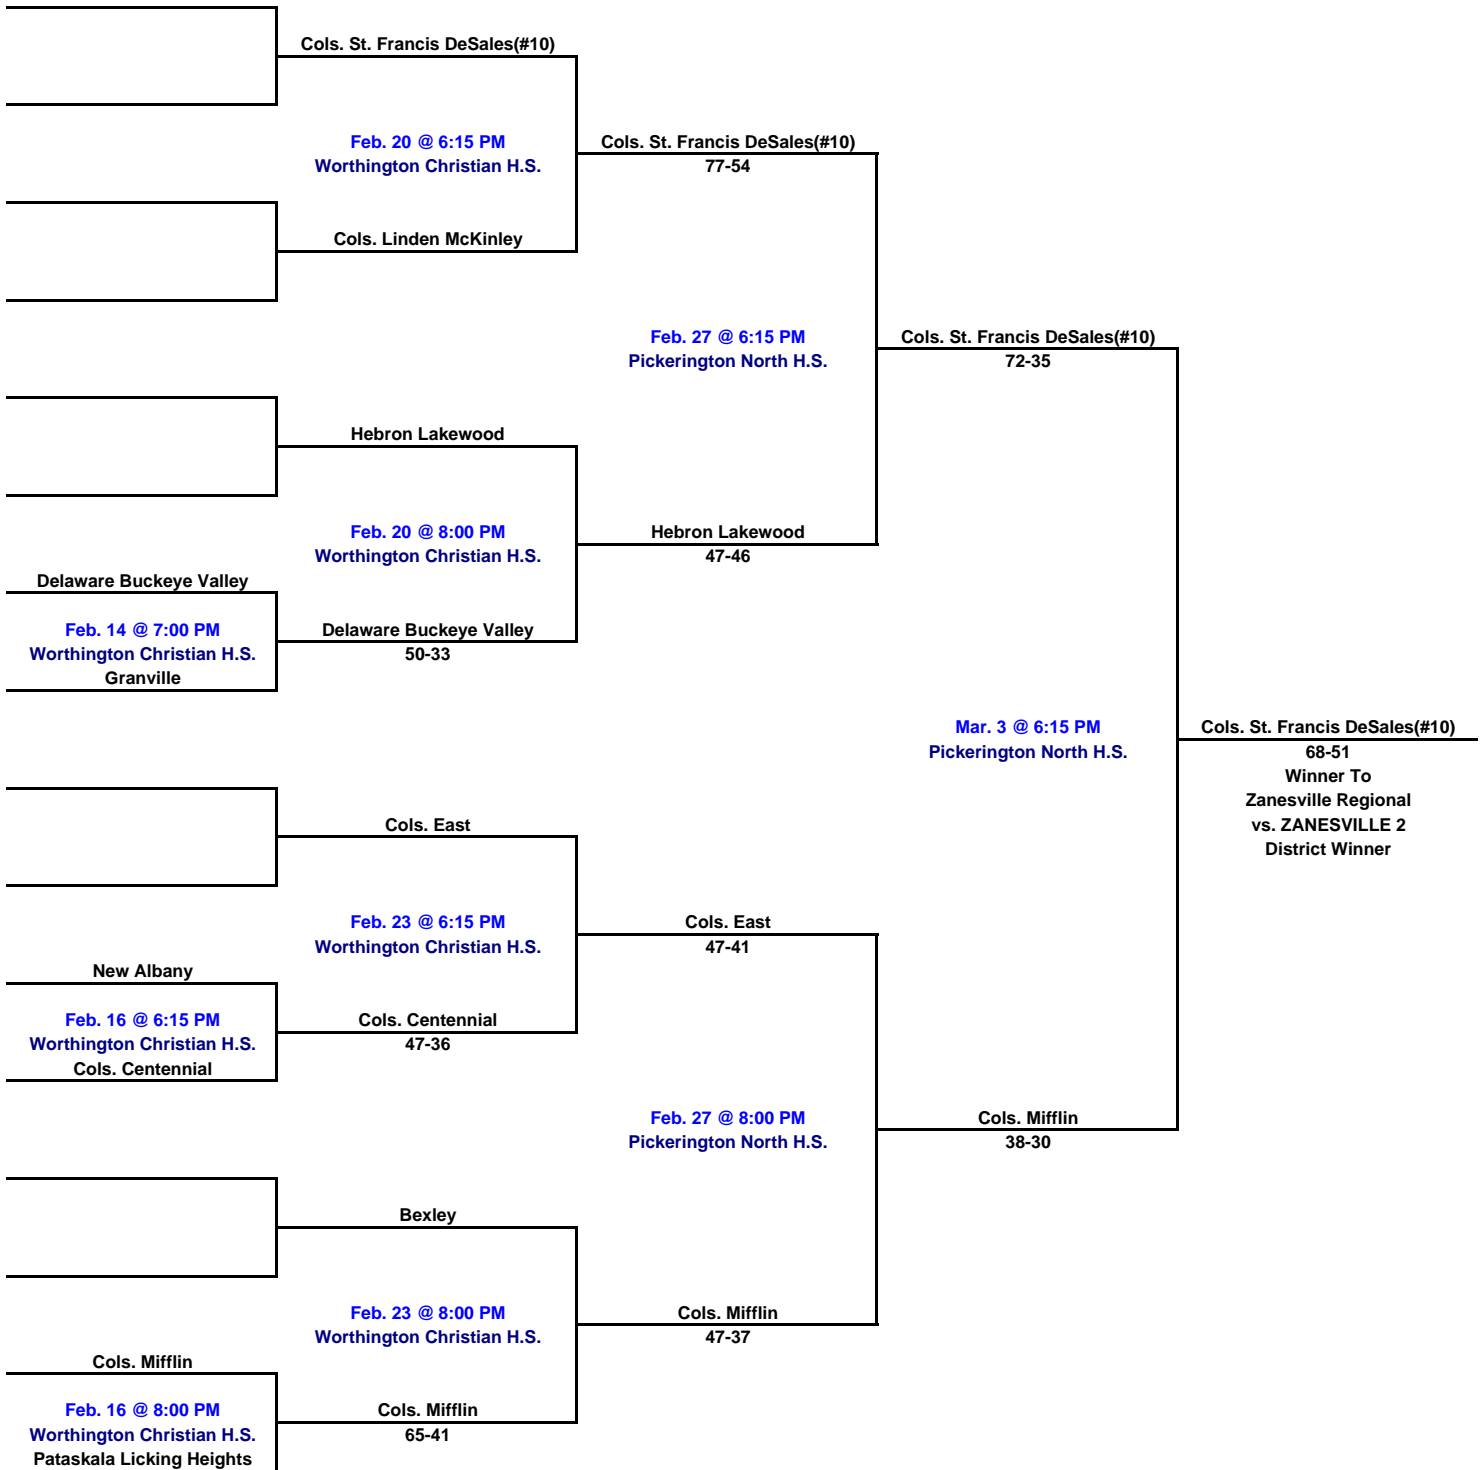 Cols. St. Francis DeSales(#10)
Feb. 20 @ 6:15 PM
Worthington Christian H.S.
Cols. St. Francis DeSales(#10)
77-54
Cols. Linden McKinley
Feb. 27 @ 6:15 PM
Pickerington North H.S.
Cols. St. Francis DeSales(#10)
72-35
Hebron Lakewood
Feb. 20 @ 8:00 PM
Worthington Christian H.S.
Hebron Lakewood
47-46
Delaware Buckeye Valley
Feb. 14 @ 7:00 PM
Worthington Christian H.S.
Granville
Delaware Buckeye Valley
50-33
Mar. 3 @ 6:15 PM
Pickerington North H.S.
Cols. St. Francis DeSales(#10)
68-51
Winner To
Zanesville Regional
vs. ZANESVILLE 2
District Winner
Cols. East
Feb. 23 @ 6:15 PM
Worthington Christian H.S.
Cols. East
47-41
New Albany
Feb. 16 @ 6:15 PM
Worthington Christian H.S.
Cols. Centennial
Cols. Centennial
47-36
Feb. 27 @ 8:00 PM
Pickerington North H.S.
Cols. Mifflin
38-30
Bexley
Feb. 23 @ 8:00 PM
Worthington Christian H.S.
Cols. Mifflin
47-37
Cols. Mifflin
Feb. 16 @ 8:00 PM
Worthington Christian H.S.
Pataskala Licking Heights
Cols. Mifflin
65-41